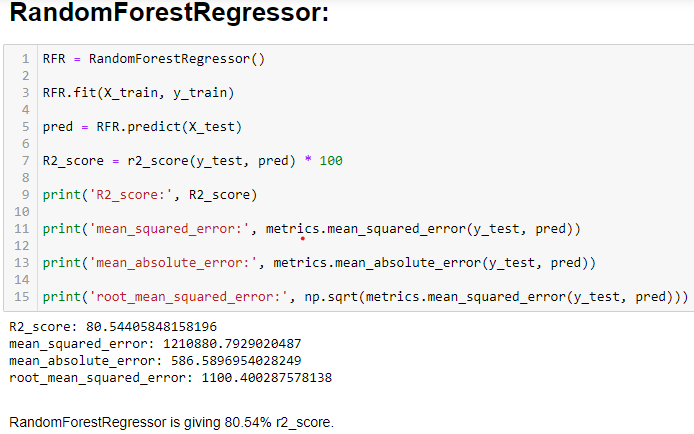 RandomForestRegressor:
1 RFR = RandomForestRegressor()
2
3 RFR.fit(X_train, y_train)
4
5 pred = RFR.predict(X_test)
6
7 R2_score = r2_score(y_test, pred) * 100
8
9 print('R2_score:', R2_score)
10
11 print('mean_squared_error:', metrics.mean_squared_error(y_test, pred))
12
13 print('mean_absolute_error:', metrics.mean_absolute_error(y_test, pred))
14
15 print('root_mean_squared_error:', np.sqrt(metrics.mean_squared_error(y_test, pred)))
R2_score: 80.54405848158196
mean_squared_error: 1210880.7929020487
mean_absolute_error: 586.5896954028249
root_mean_squared_error: 1100.400287578138
RandomForestRegressor is giving 80.54% r2_score.